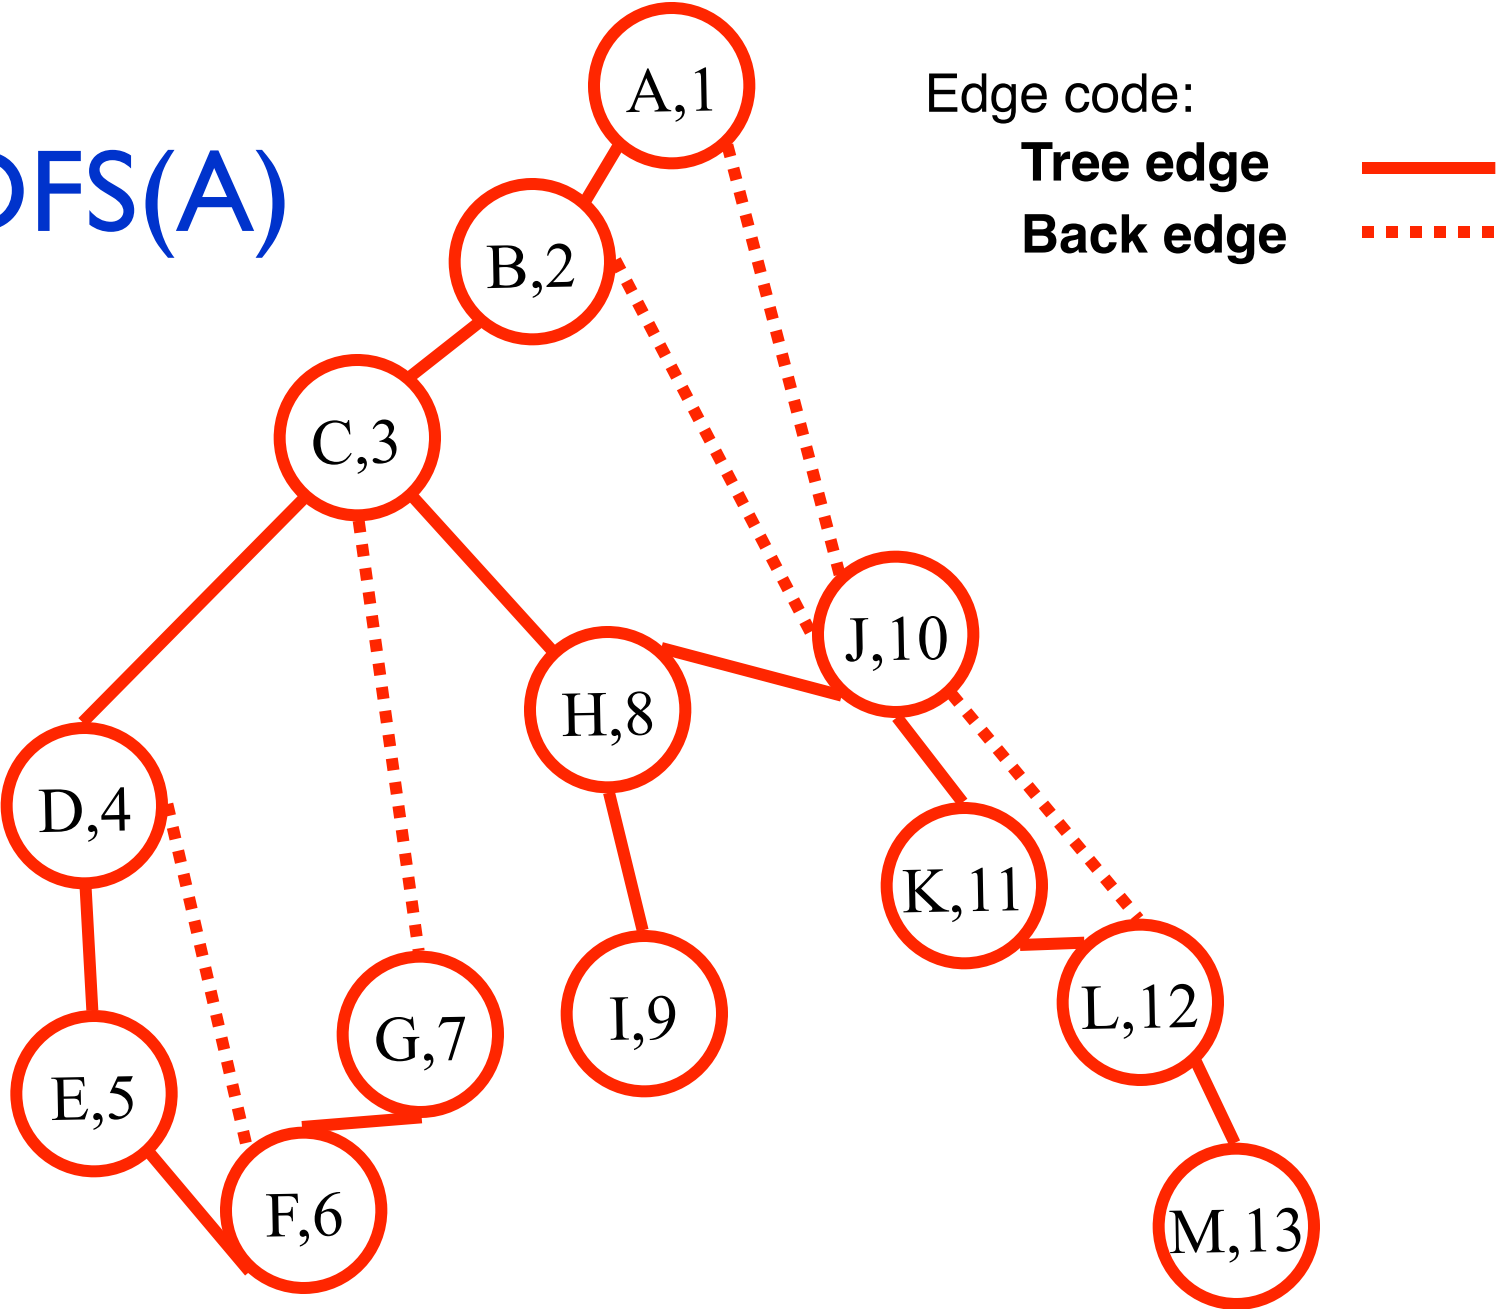 A,1
Edge code:
Tree edge
DFS(A)
Back edge
B,2
C,3
J,10
H,8
D,4
K,11
L,12
I,9
G,7
E,5
F,6
M,13